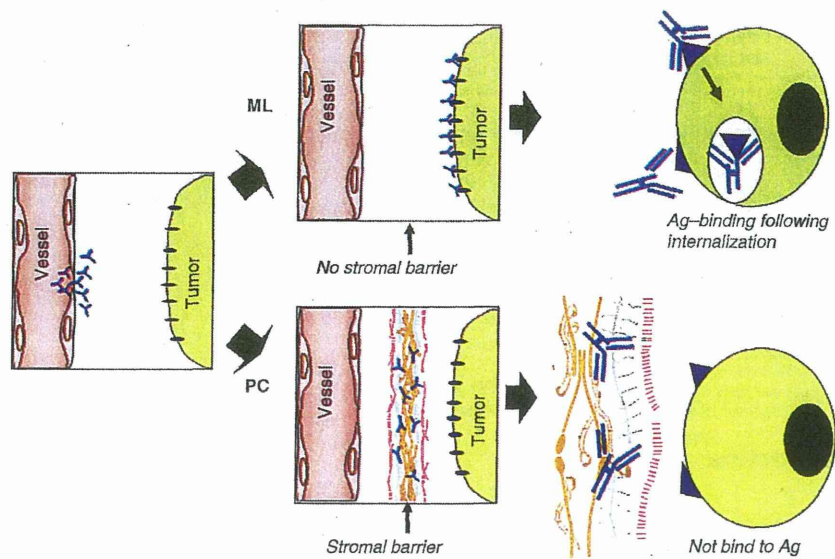 Vessel
Tumor
ML
PC
Vessel
Tumor
No stromal barrier
Ag–binding following
internalization
Vessel
Tumor
Stromal barrier
Not bind to Ag